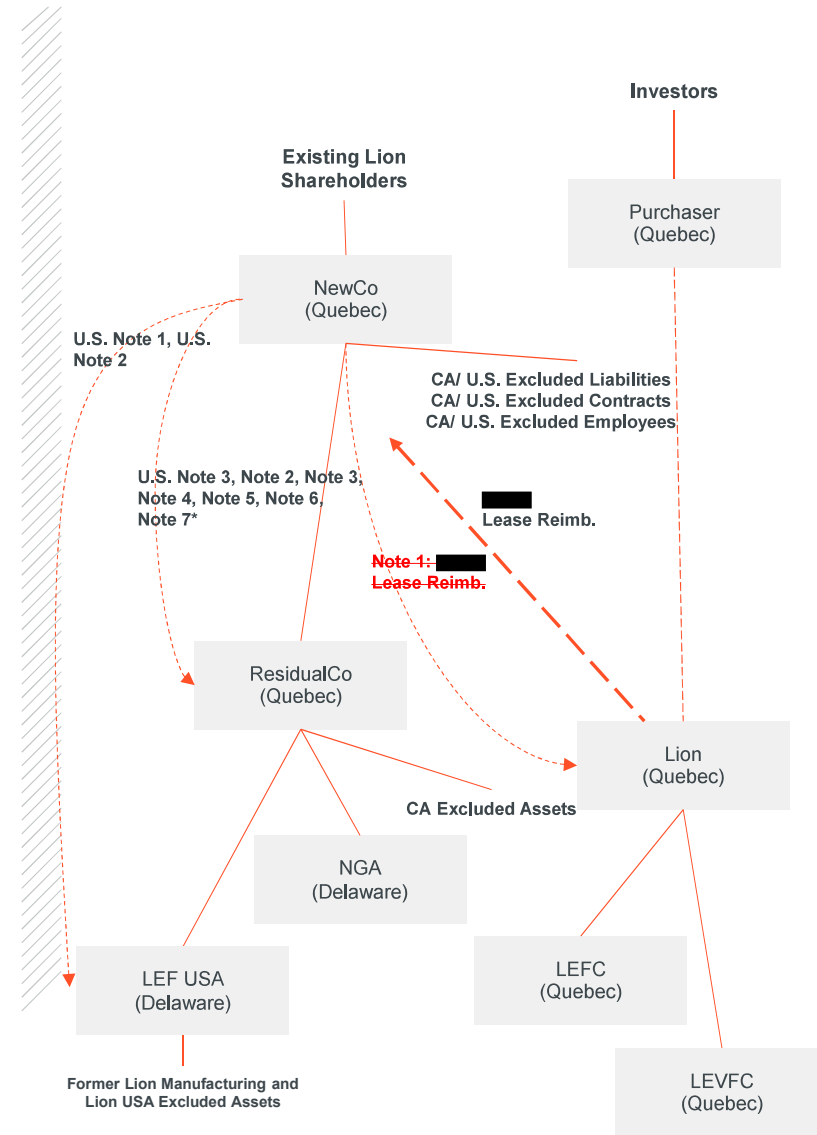 Investors
Existing Lion
Shareholders
Purchaser
(Quebec)
NewCo
(Quebec)
U.S. Note 1, U.S.
Note 2
CA/ U.S. Excluded Liabilities
CA/ U.S. Excluded Contracts
CA/ U.S. Excluded Employees
U.S. Note 3, Note 2, Note 3,
Note 4, Note 5, Note 6,
Note 7*
Lease Reimb.
Note 1:
Lease Reimb.
ResidualCo
(Quebec)
Lion
(Quebec)
CA Excluded Assets
NGA
(Delaware)
LEF USA
(Delaware)
LEFC
(Quebec)
Former Lion Manufacturing and
Lion USA Excluded Assets
LEVFC
(Quebec)